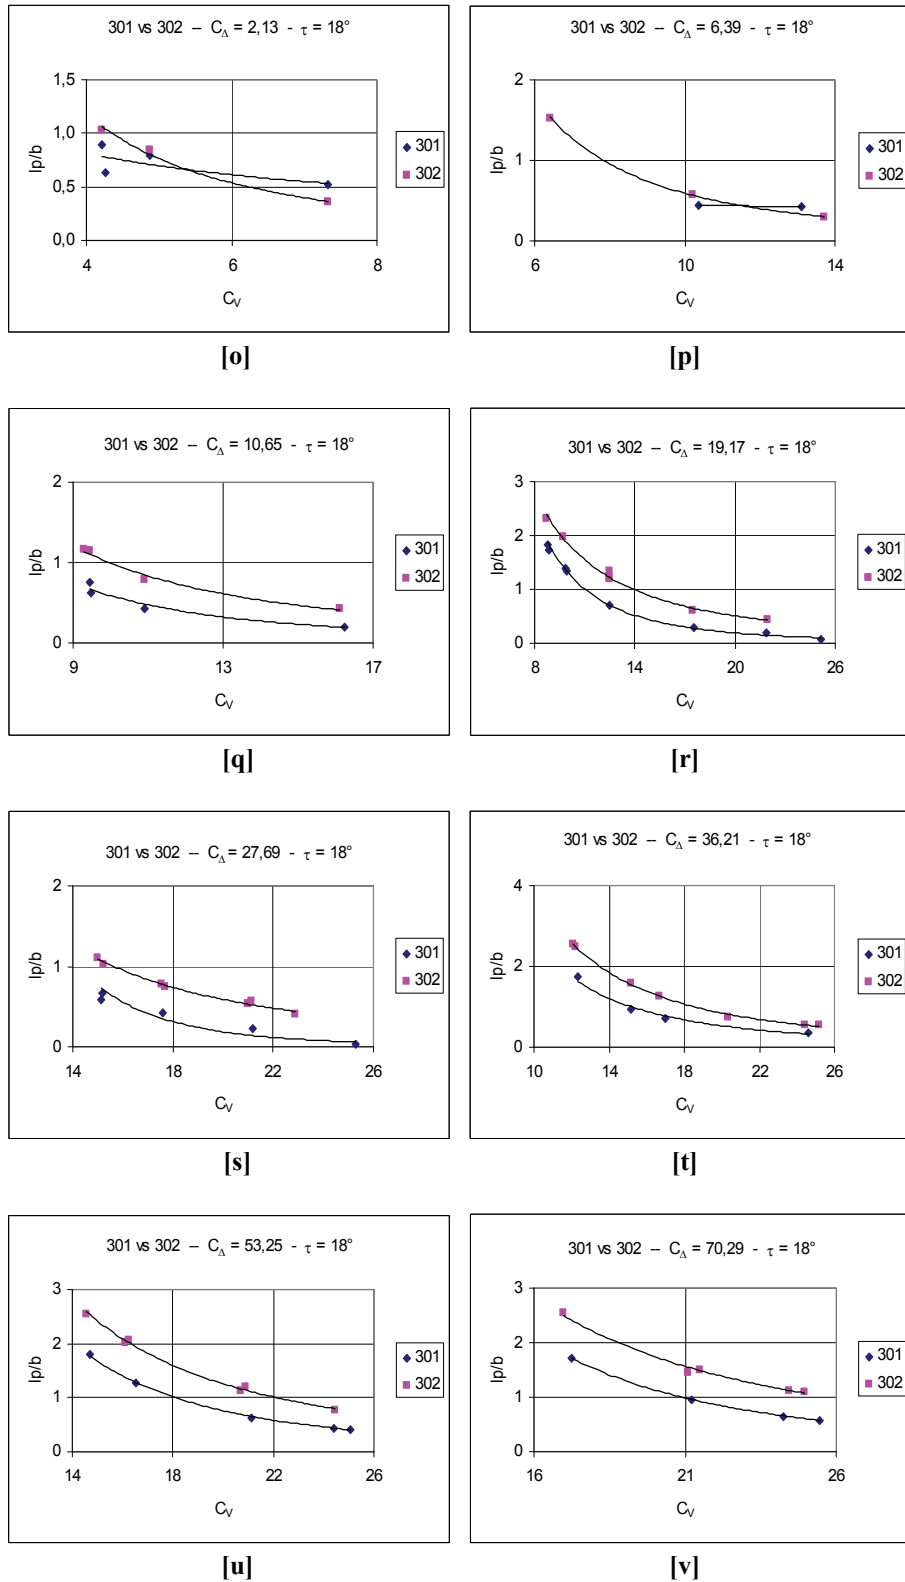 301 vs 302 -- CΔ = 2,13 - τ = 18°
1,5
1,0
0,5
0,0
lp/b
4 6 8
CV
301
302
[o]
301 vs 302 -- CΔ = 6,39 - τ = 18°
2
1
0
lp/b
6 10 14
CV
301
302
[p]
301 vs 302 -- CΔ = 10,65 - τ = 18°
2
1
0
lp/b
9 13 17
CV
301
302
[q]
301 vs 302 -- CΔ = 19,17 - τ = 18°
3
2
1
0
lp/b
8 14 20 26
CV
301
302
[r]
301 vs 302 -- CΔ = 27,69 - τ = 18°
2
1
0
lp/b
14 18 22 26
CV
301
302
[s]
301 vs 302 -- CΔ = 36,21 - τ = 18°
4
2
0
lp/b
10 14 18 22 26
CV
301
302
[t]
301 vs 302 -- CΔ = 53,25 - τ = 18°
3
2
1
0
lp/b
14 18 22 26
CV
301
302
[u]
301 vs 302 -- CΔ = 70,29 - τ = 18°
3
2
1
0
lp/b
16 21 26
CV
301
302
[v]